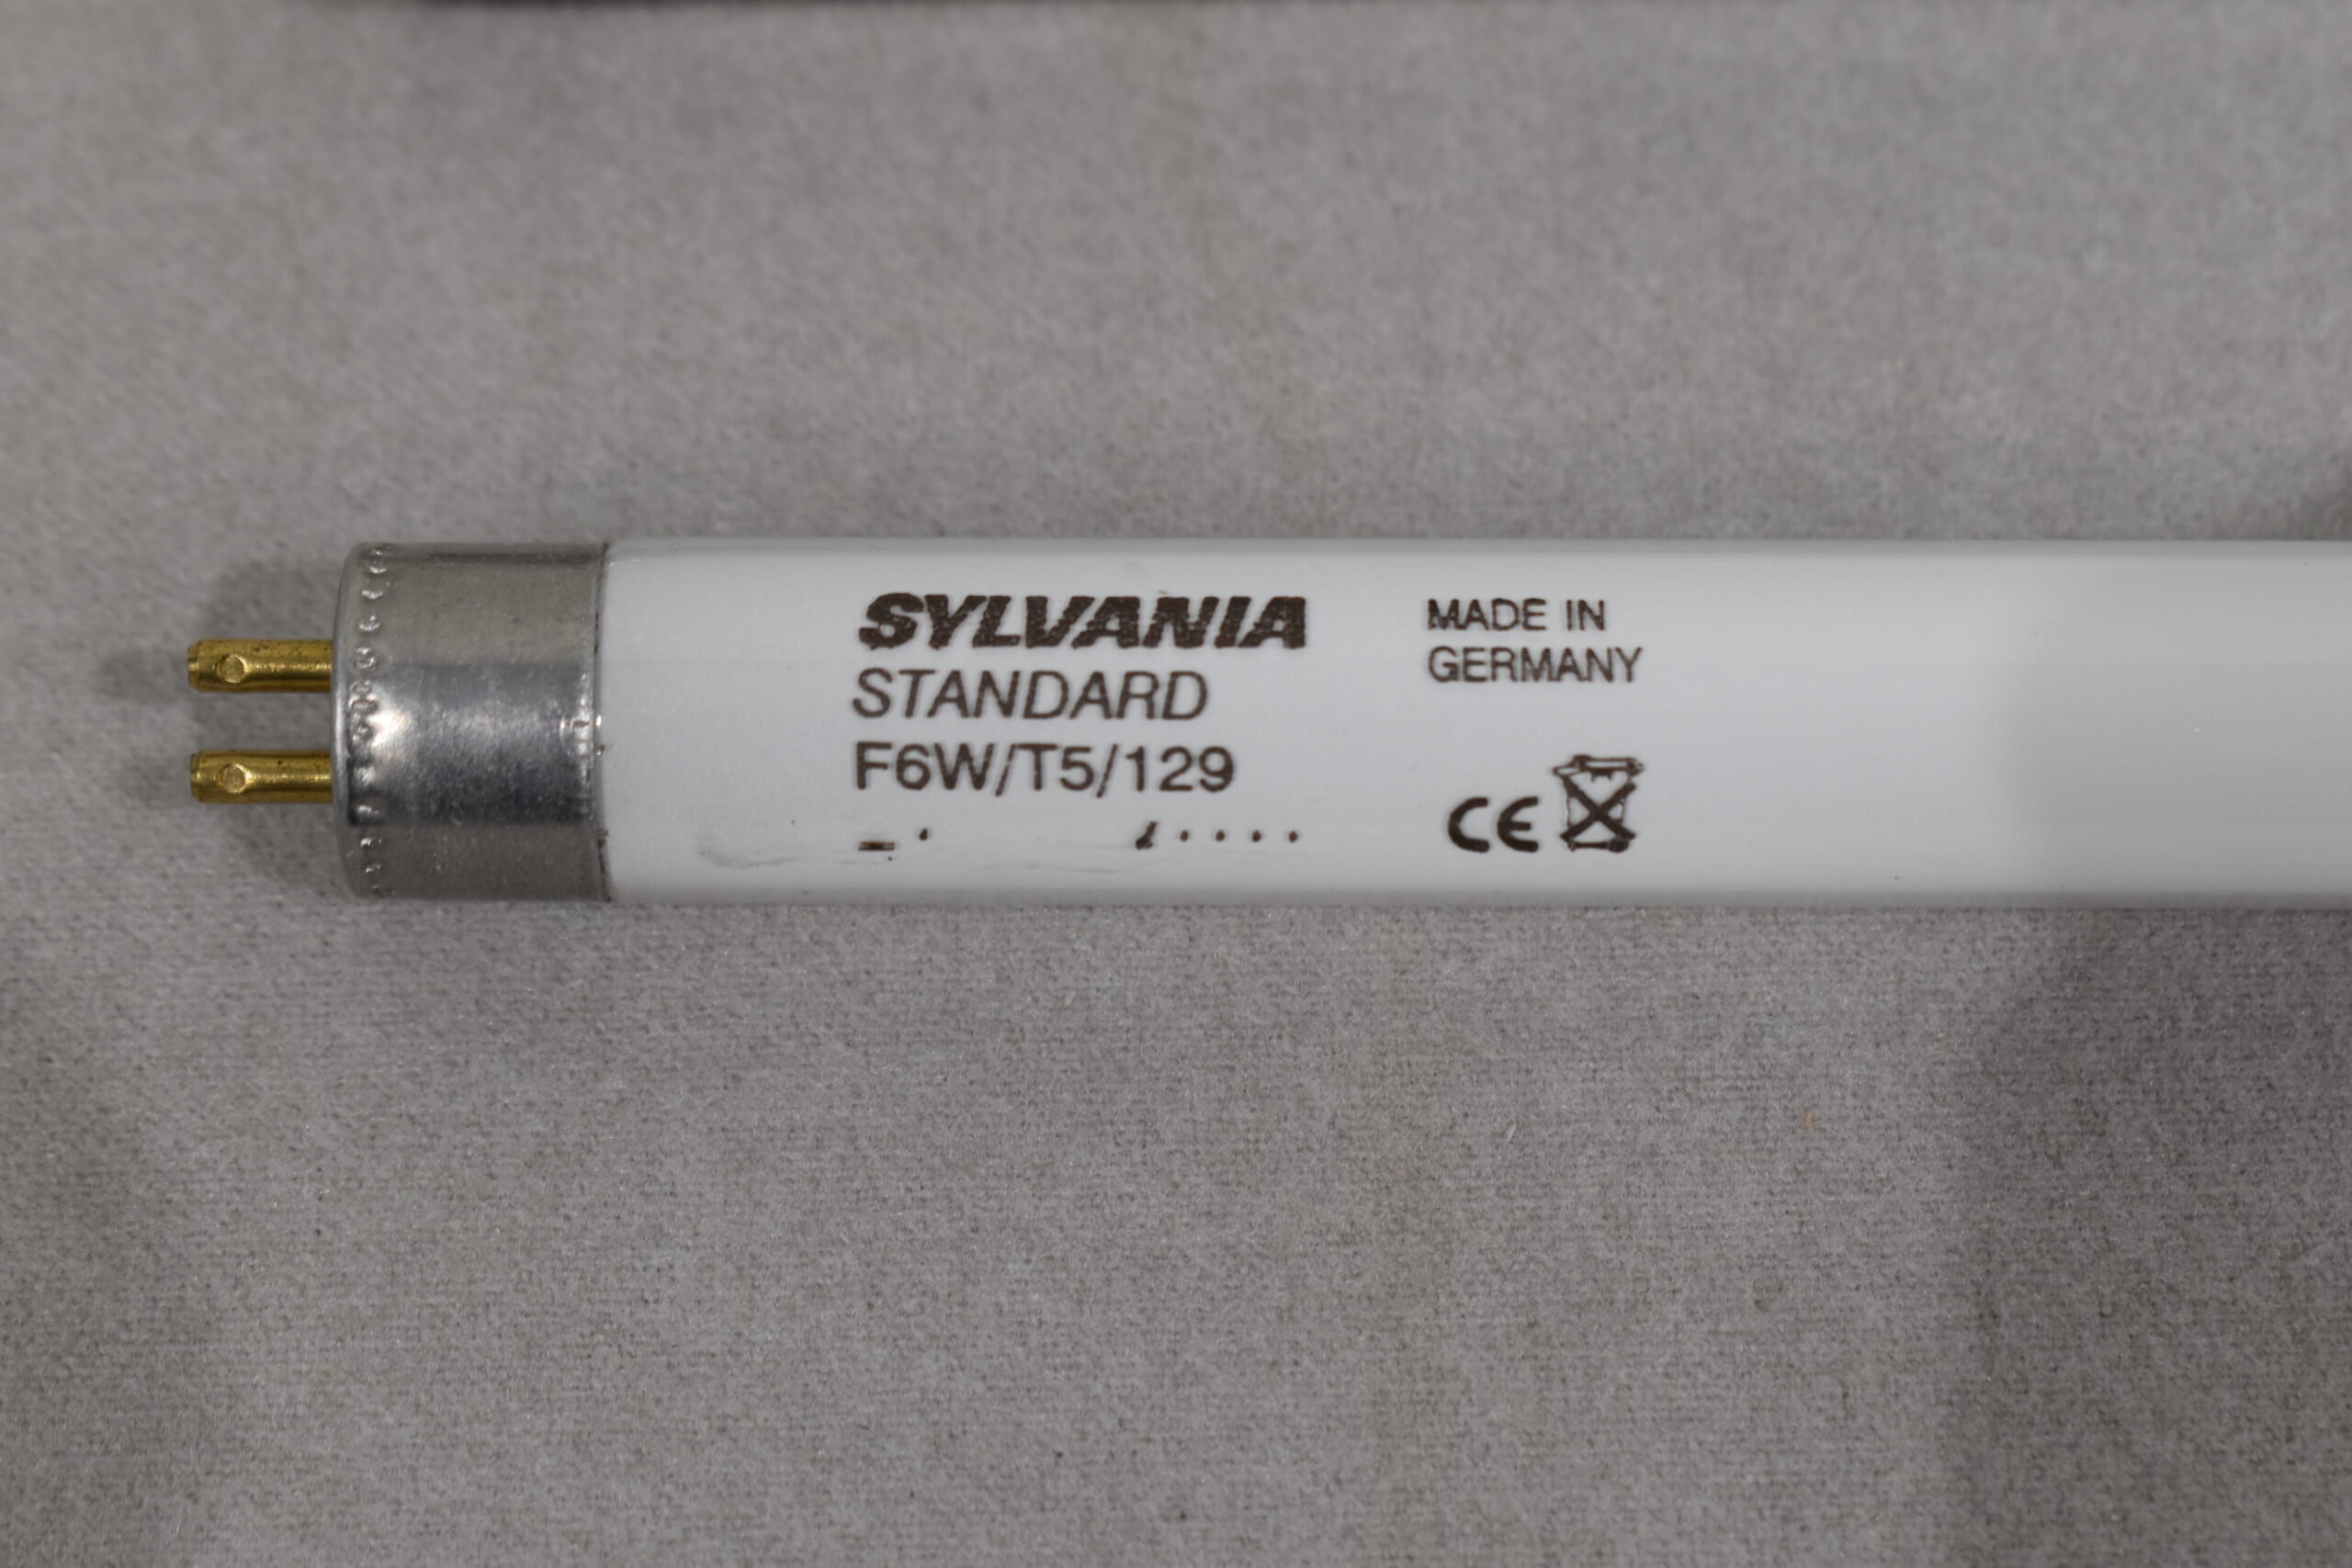 SYLVANIA
STANDARD
F6W/T5/129
MADE IN
GERMANY
CE